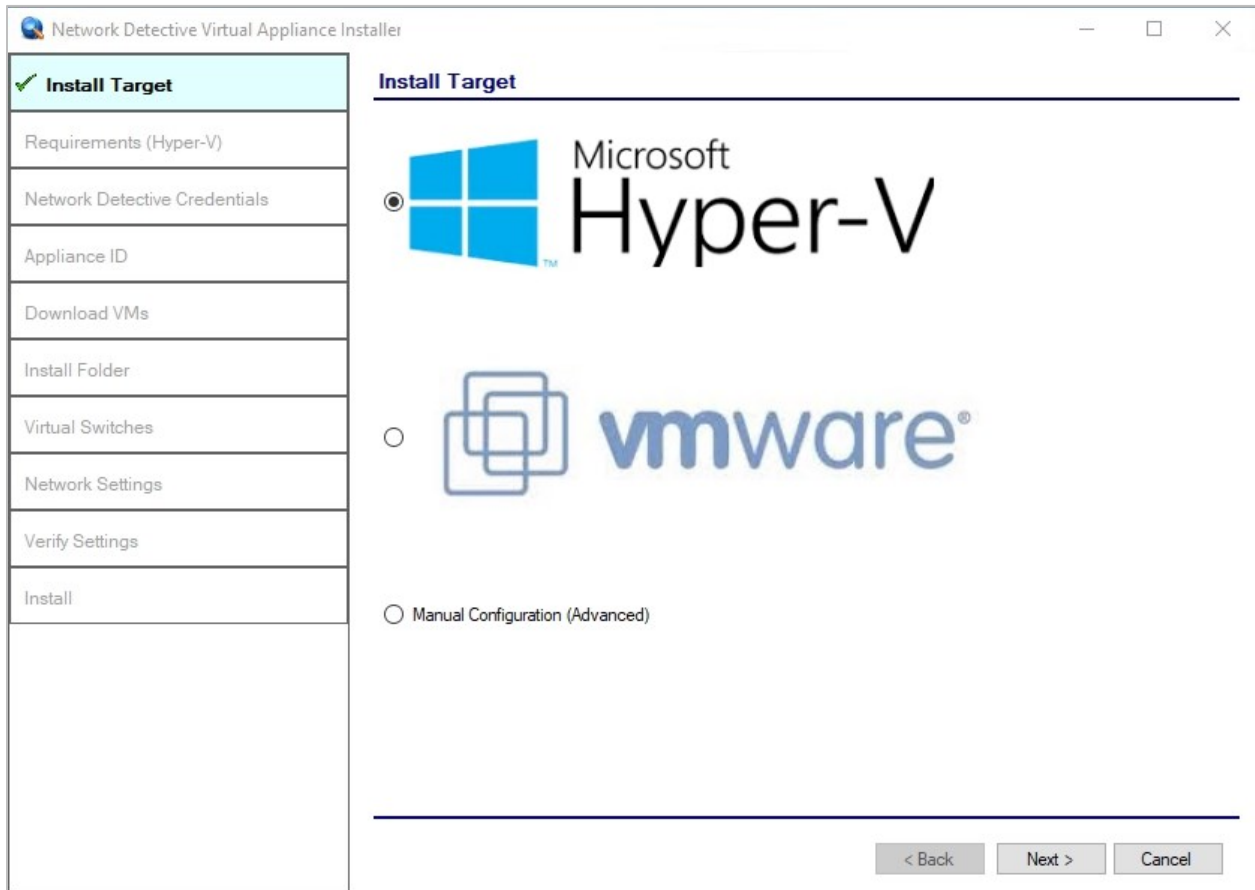 Network Detective Virtual Appliance Installer
Install Target
Requirements (Hyper-V)
Network Detective Credentials
Appliance ID
Download VMs
Install Folder
Virtual Switches
Network Settings
Verify Settings
Install
Install Target
Microsoft
Hyper-V
TM
vmware®
Manual Configuration (Advanced)
< Back
Next >
Cancel